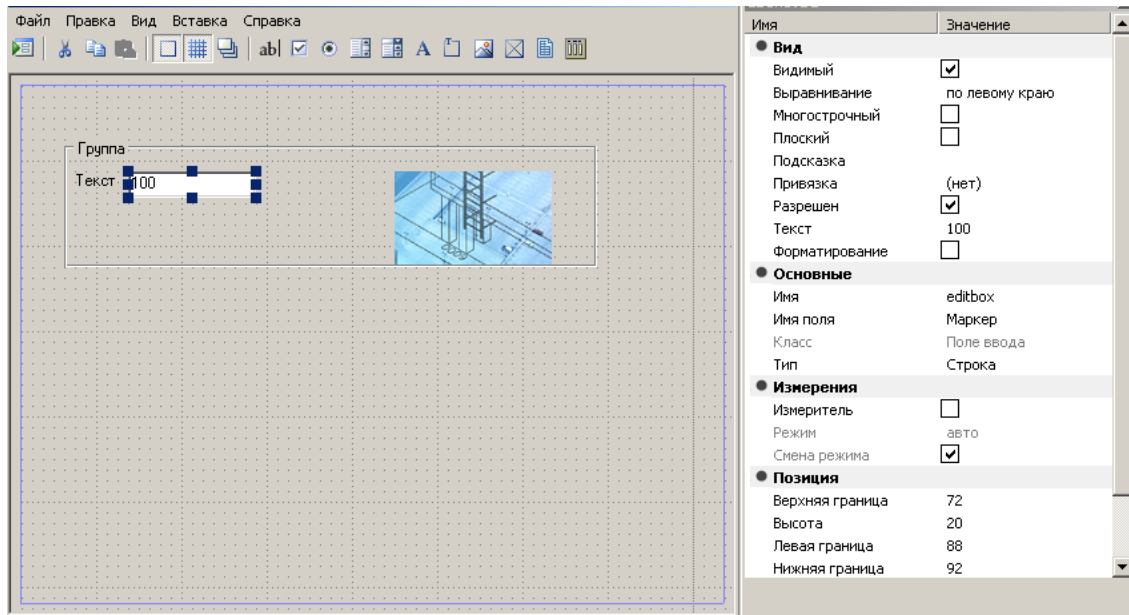 Файл Правка Вид Вставка Справка
ab
A
Группа
Текст 100
Имя Значение
Вид
Видимый
Выравнивание по левому краю
Многострочный
Плоский
Подсказка
Привязка (нет)
Разрешен
Текст 100
Форматирование
Основные
Имя editbox
Имя поля Маркер
Класс Поле ввода
Тип Строка
Измерения
Измеритель
Режим авто
Смена режима
Позиция
Верхняя граница 72
Высота 20
Левая граница 88
Нижняя граница 92